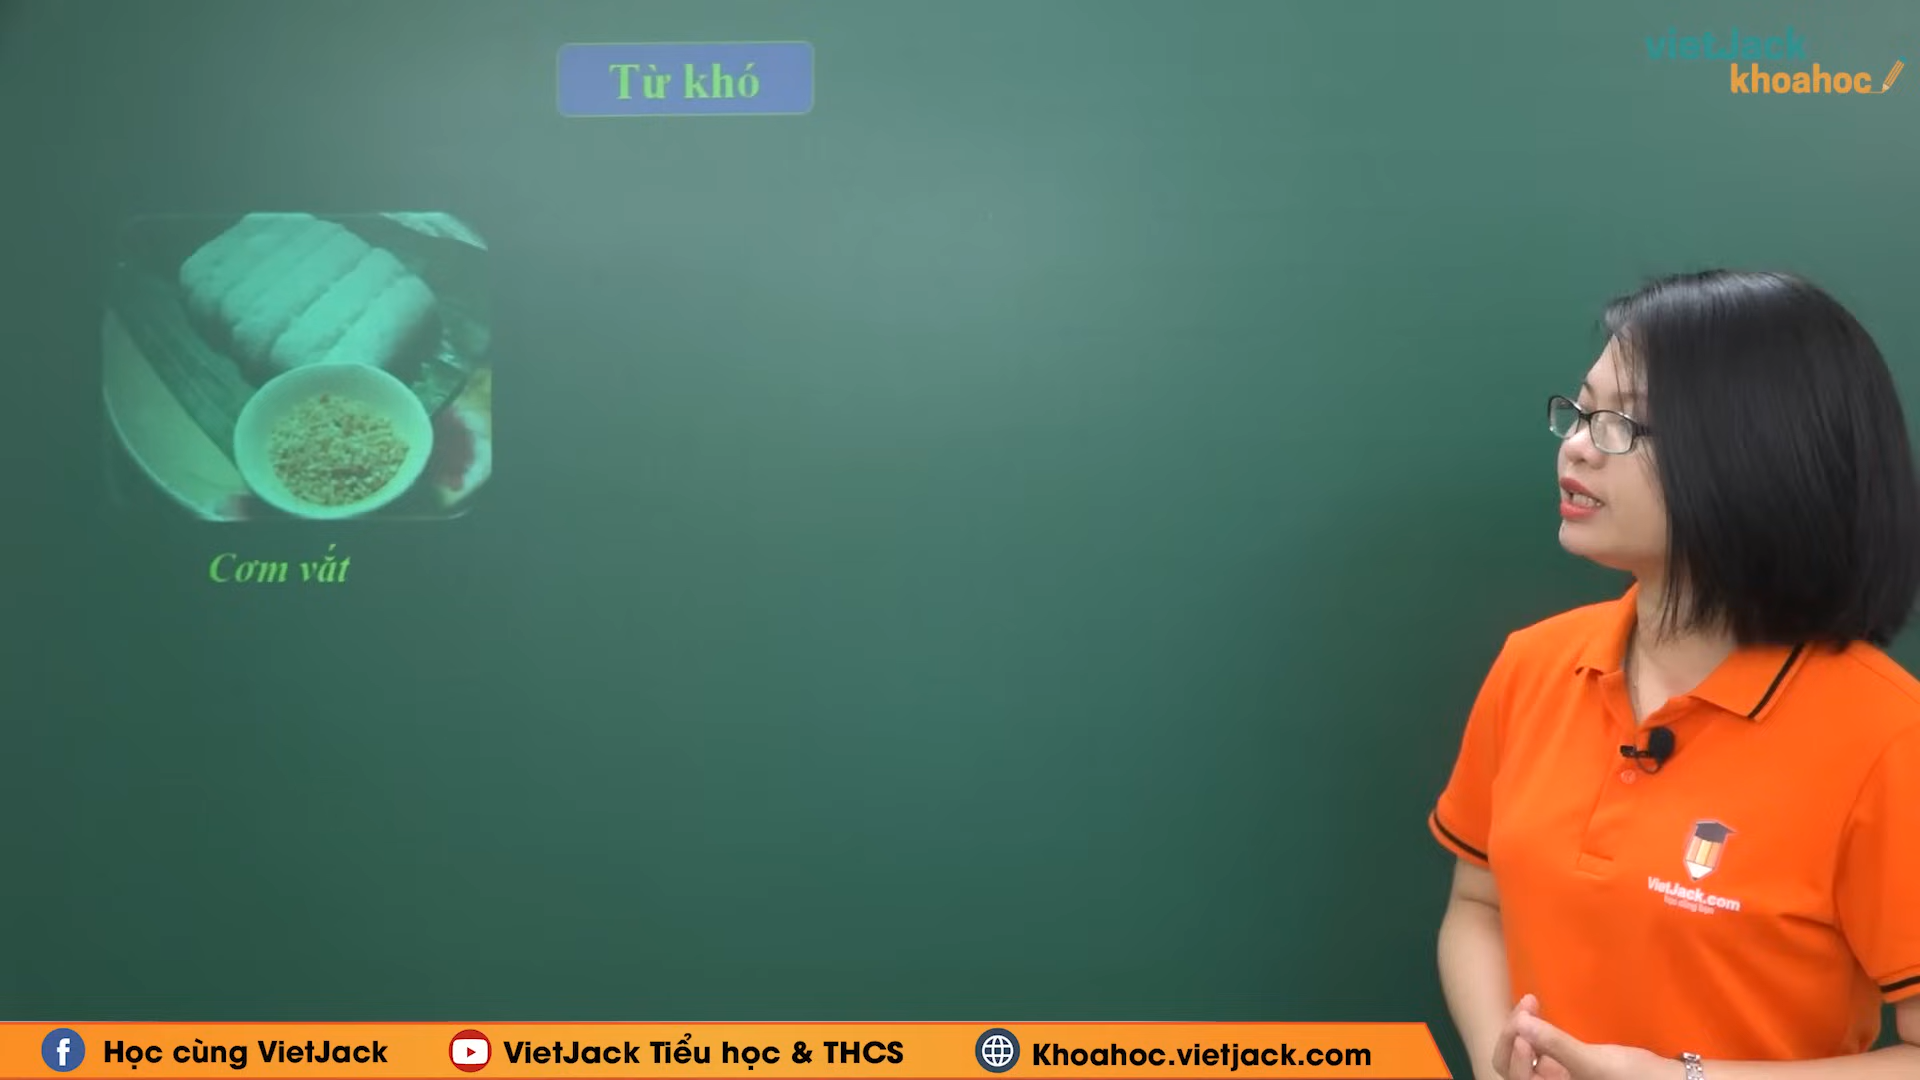 vietJack
khoahoc
Từ khó
Cơm vắt
VietJack.com
Học cùng VietJack
VietJack Tiểu học & THCS
Khoahoc.vietjack.com